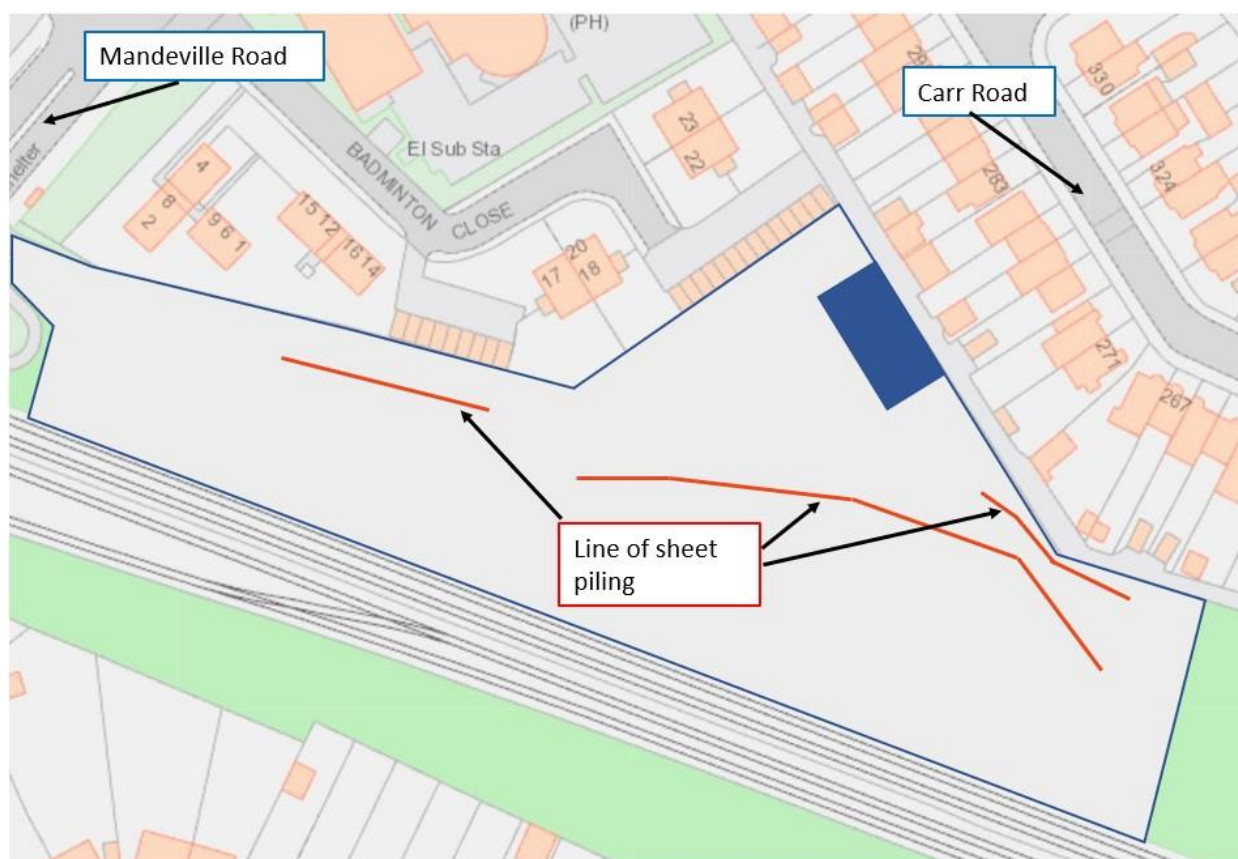 (PH)
Mandeville Road
Carr Road
330
324
283
271
267
23
22
El Sub Sta
BADMINTON
CLOSE
4
8
2
9 6 1
15 12
16 14
20
17 18
Line of sheet
piling